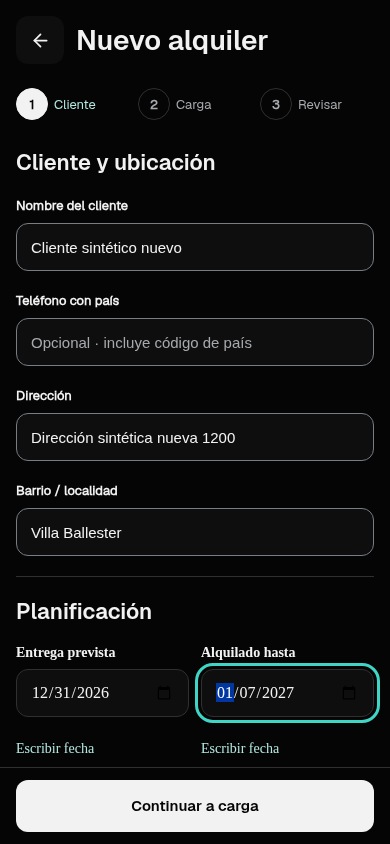 Nuevo alquiler
1 Cliente 2 Carga 3 Revisar
Cliente y ubicación
Nombre del cliente
Cliente sintético nuevo
Teléfono con país
Opcional · incluye código de país
Dirección
Dirección sintética nueva 1200
Barrio / localidad
Villa Ballester
Planificación
Entrega prevista Alquilado hasta
12/31/2026 01/07/2027
Escribir fecha Escribir fecha
Continuar a carga